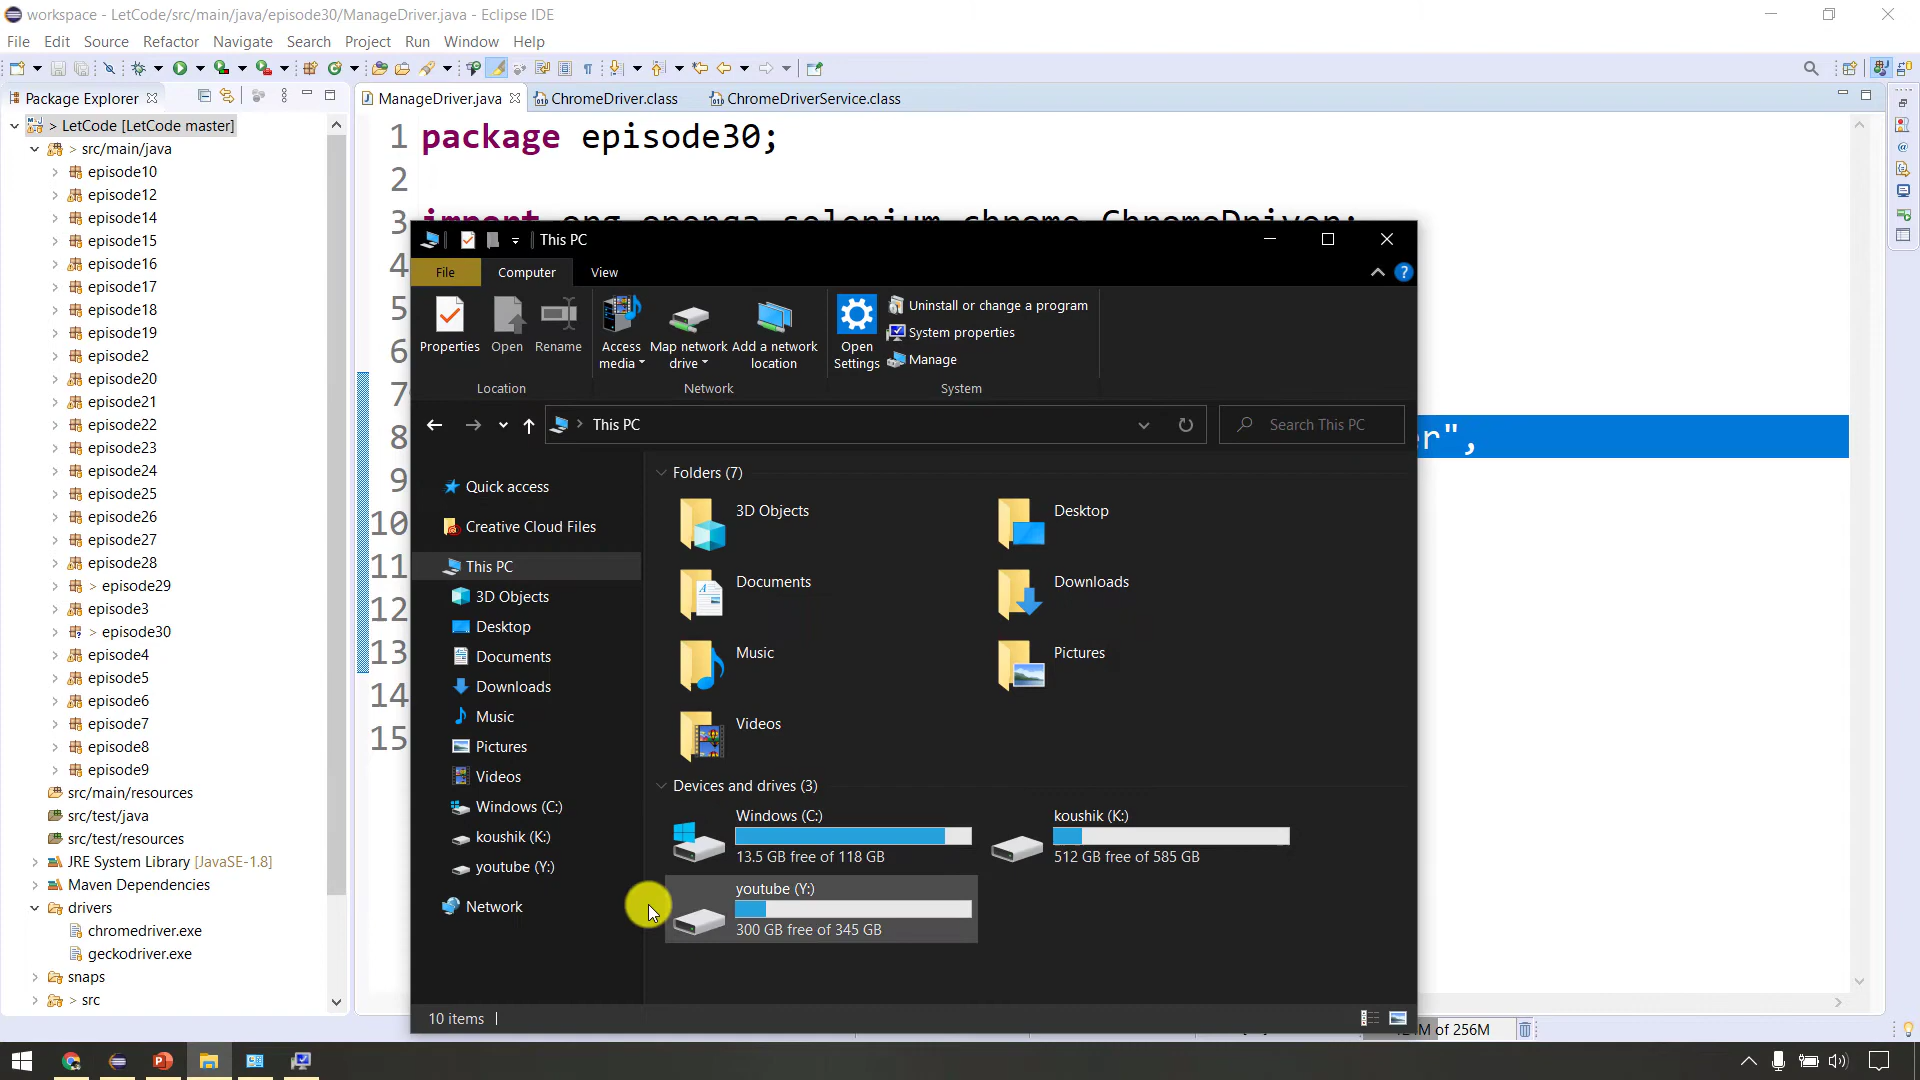 workspace - LetCode/src/main/java/episode30/ManageDriver.java - Eclipse IDE
File Edit Source Refactor Navigate Search Project Run Window Help
Package Explorer
ManageDriver.java ChromeDriver.class ChromeDriverService.class
> LetCode [LetCode master]
> src/main/java
episode10
episode12
episode14
episode15
episode16
episode17
episode18
episode19
episode2
episode20
episode21
episode22
episode23
episode24
episode25
episode26
episode27
episode28
> episode29
episode3
> episode30
episode4
episode5
episode6
episode7
episode8
episode9
src/main/resources
src/test/java
src/test/resources
JRE System Library [JavaSE-1.8]
Maven Dependencies
drivers
chromedriver.exe
geckodriver.exe
snaps
> src
1 package episode30;
2
3 import org.openqa.selenium.chrome.ChromeDriver;
4
5
6
7
8 er",
9
10
11
12
13
14
15
This PC
File Computer View
Properties Open Rename
Access media
Map network drive
Add a network location
Open Settings
Uninstall or change a program
System properties
Manage
Location Network System
This PC
Search This PC
Quick access
Creative Cloud Files
This PC
3D Objects
Desktop
Documents
Downloads
Music
Pictures
Videos
Windows (C:)
koushik (K:)
youtube (Y:)
Network
Folders (7)
3D Objects
Desktop
Documents
Downloads
Music
Pictures
Videos
Devices and drives (3)
Windows (C:)
13.5 GB free of 118 GB
koushik (K:)
512 GB free of 585 GB
youtube (Y:)
300 GB free of 345 GB
10 items
M of 256M